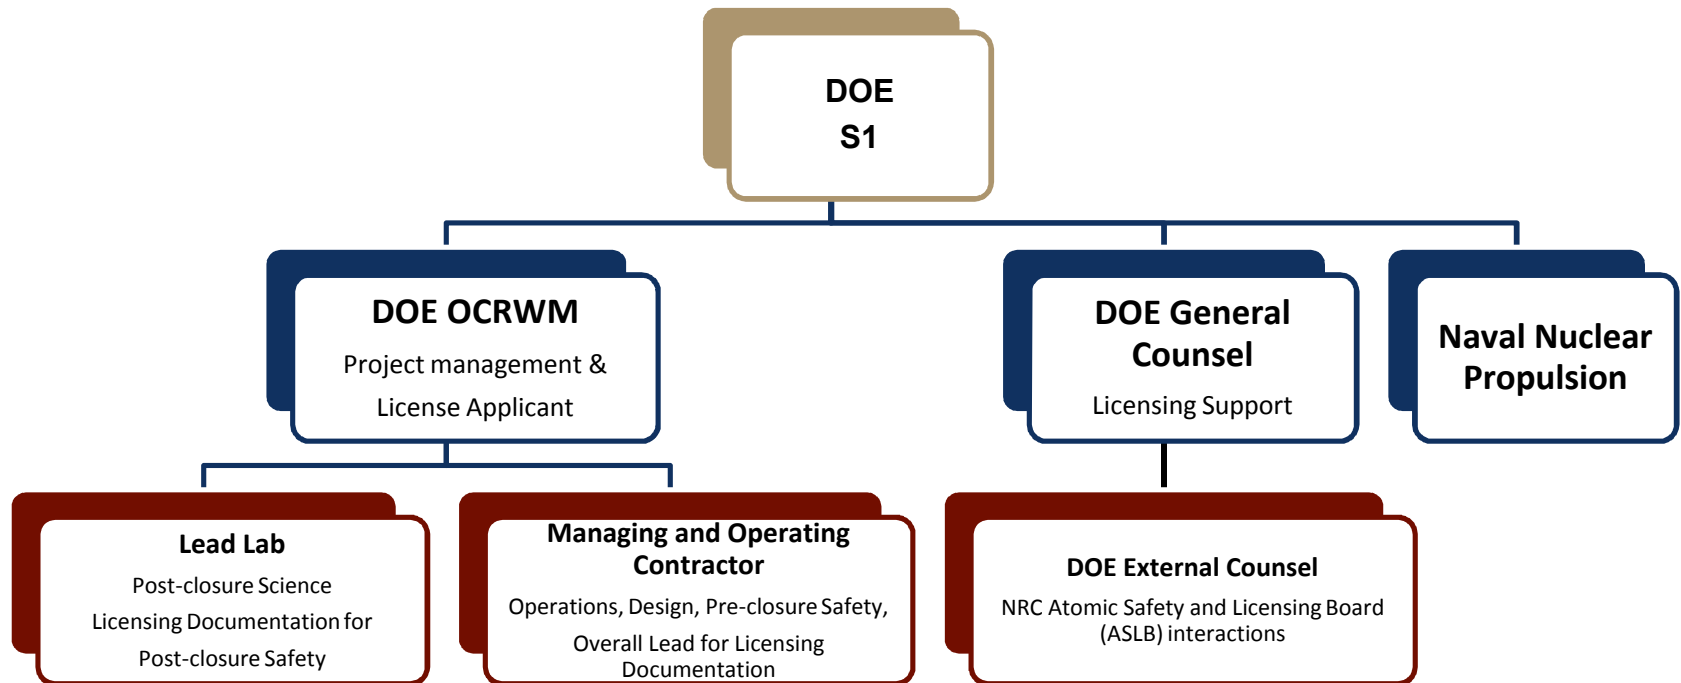 DOE
S1
DOE OCRWM
Project management &
License Applicant
DOE General
Counsel
Licensing Support
Naval Nuclear
Propulsion
Lead Lab
Post-closure Science
Licensing Documentation for
Post-closure Safety
Managing and Operating
Contractor
Operations, Design, Pre-closure Safety,
Overall Lead for Licensing
Documentation
DOE External Counsel
NRC Atomic Safety and Licensing Board
(ASLB) interactions